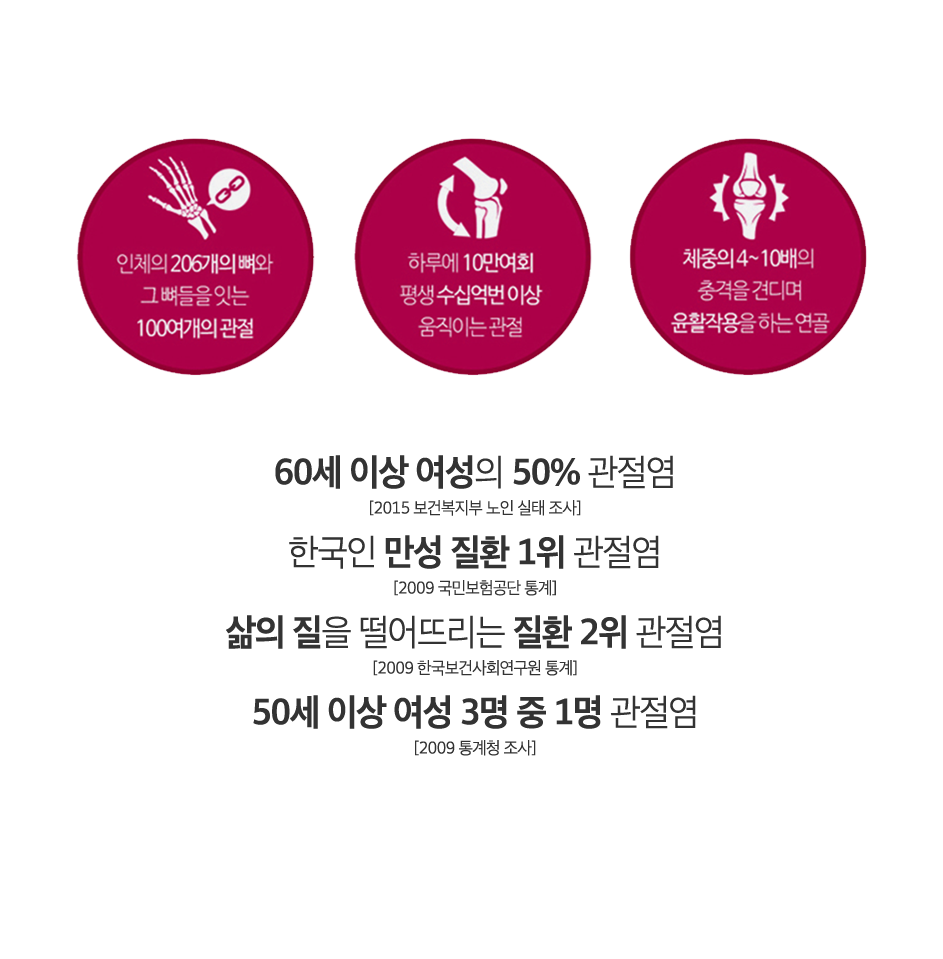 인체의 206개의 뼈와
그 뼈들을 잇는
100여개의 관절
하루에 10만여회
평생 수십억번 이상
움직이는 관절
체중의 4~10배의
충격을 견디며
윤활작용을 하는 연골
60세 이상 여성의 50% 관절염
[2015 보건복지부 노인 실태 조사]
한국인 만성 질환 1위 관절염
[2009 국민보험공단 통계]
삶의 질을 떨어뜨리는 질환 2위 관절염
[2009 한국보건사회연구원 통계]
50세 이상 여성 3명 중 1명 관절염
[2009 통계청 조사]